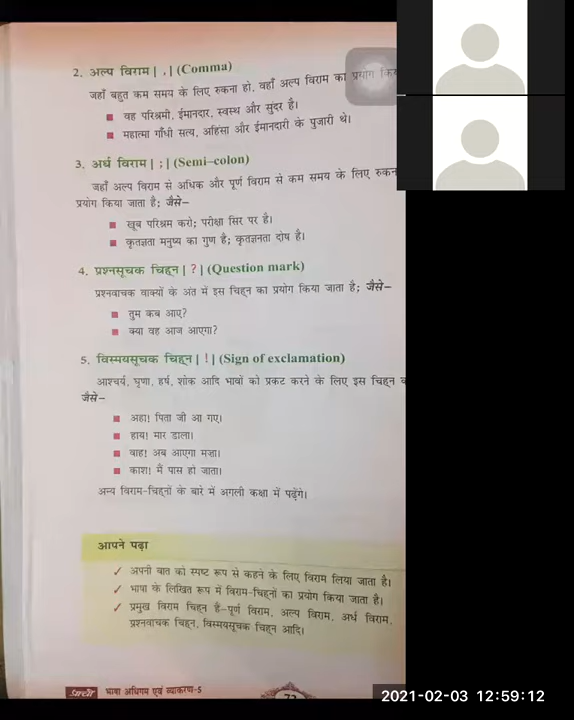 2. अल्प विराम | , | (Comma)
जहाँ बहुत कम समय के लिए रुकना हो, वहाँ अल्प विराम का प्रयोग
■ वह परिश्रमी, ईमानदार, स्वस्थ और सुंदर है।
■ महात्मा गाँधी सत्य, अहिंसा और ईमानदारी के पुजारी थे।
3. अर्ध विराम | ; | (Semi–colon)
जहाँ अल्प विराम से अधिक और पूर्ण विराम से कम समय के लिए रुकन
प्रयोग किया जाता है; जैसे–
■ खूब परिश्रम करो; परीक्षा सिर पर है।
■ कृतज्ञता मनुष्य का गुण है; कृतज्ञनता दोष है।
4. प्रश्नसूचक चिह्न | ? | (Question mark)
प्रश्नवाचक वाक्यों के अंत में इस चिह्न का प्रयोग किया जाता है; जैसे–
■ तुम कब आए?
■ क्या वह आज आएगा?
5. विस्मयसूचक चिह्न | ! | (Sign of exclamation)
आश्चर्य, घृणा, हर्ष, शोक आदि भावों को प्रकट करने के लिए इस चिह्न
जैसे–
■ अहा! पिता जी आ गए।
■ हाय! मार डाला।
■ वाह! अब आएगा मज़ा।
■ काश! मैं पास हो जाता।
अन्य विराम-चिह्नों के बारे में अगली कक्षा में पढ़ेंगे।
आपने पढ़ा
✓ अपनी बात को स्पष्ट रूप से कहने के लिए विराम लिया जाता है।
✓ भाषा के लिखित रूप में विराम-चिह्नों का प्रयोग किया जाता है।
✓ प्रमुख विराम चिह्न हैं–पूर्ण विराम, अल्प विराम, अर्ध विराम,
प्रश्नवाचक चिह्न, विस्मयसूचक चिह्न आदि।
भाषा अधिगम एवं व्याकरण-5
72
2021-02-03 12:59:12